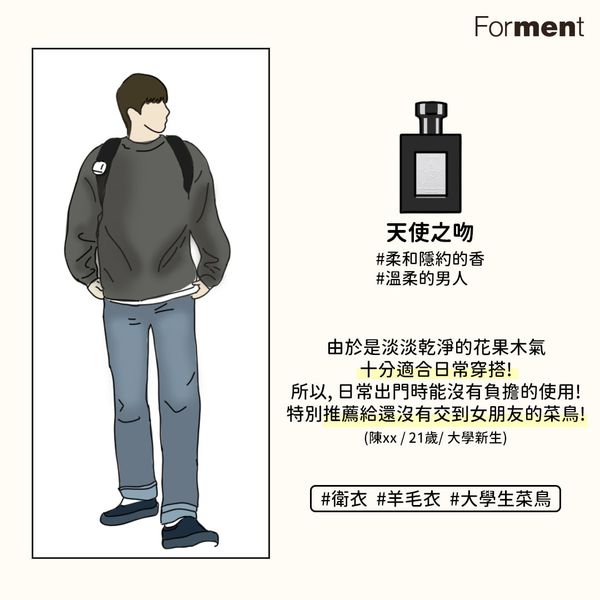 Forment
天使之吻
#柔和隱約的香
#溫柔的男人
由於是淡淡乾淨的花果木氣
十分適合日常穿搭!
所以, 日常出門時能沒有負擔的使用!
特別推薦給還沒有交到女朋友的菜鳥!
(陳xx / 21歲/ 大學新生)
#衛衣 #羊毛衣 #大學生菜鳥